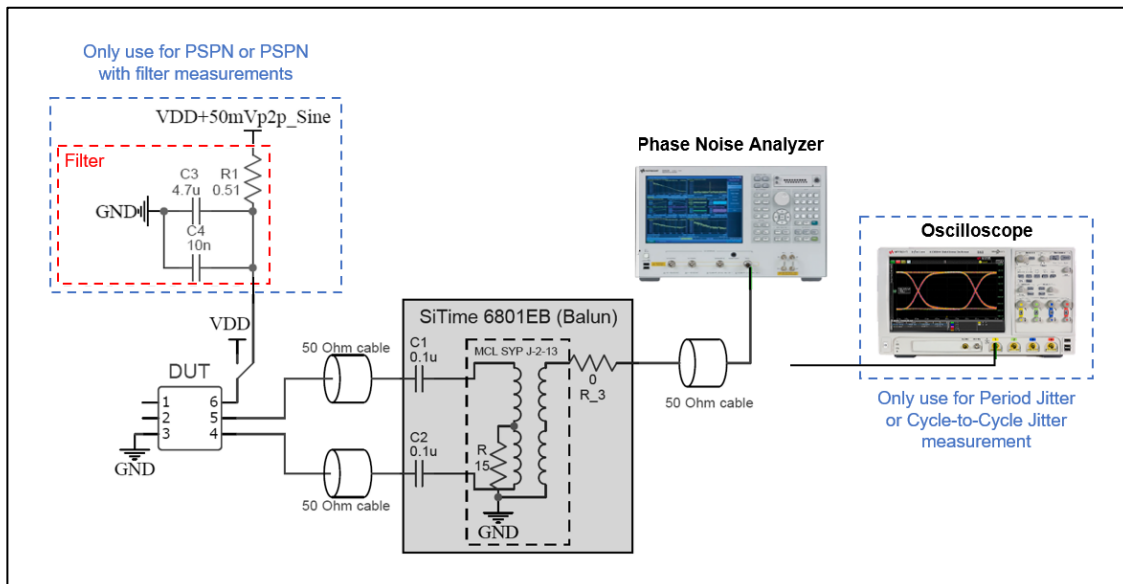 Only use for PSPN or PSPN
with filter measurements
VDD+50mVp2p_Sine
Filter
C3
4.7u
R1
0.51
GND
C4
10n
VDD
DUT
1
2
3
6
5
4
GND
50 Ohm cable
50 Ohm cable
SiTime 6801EB (Balun)
C1
0.1u
MCL SYP J-2-13
C2
0.1u
R
15
GND
0
R_3
50 Ohm cable
Phase Noise Analyzer
Oscilloscope
Only use for Period Jitter
or Cycle-to-Cycle Jitter
measurement